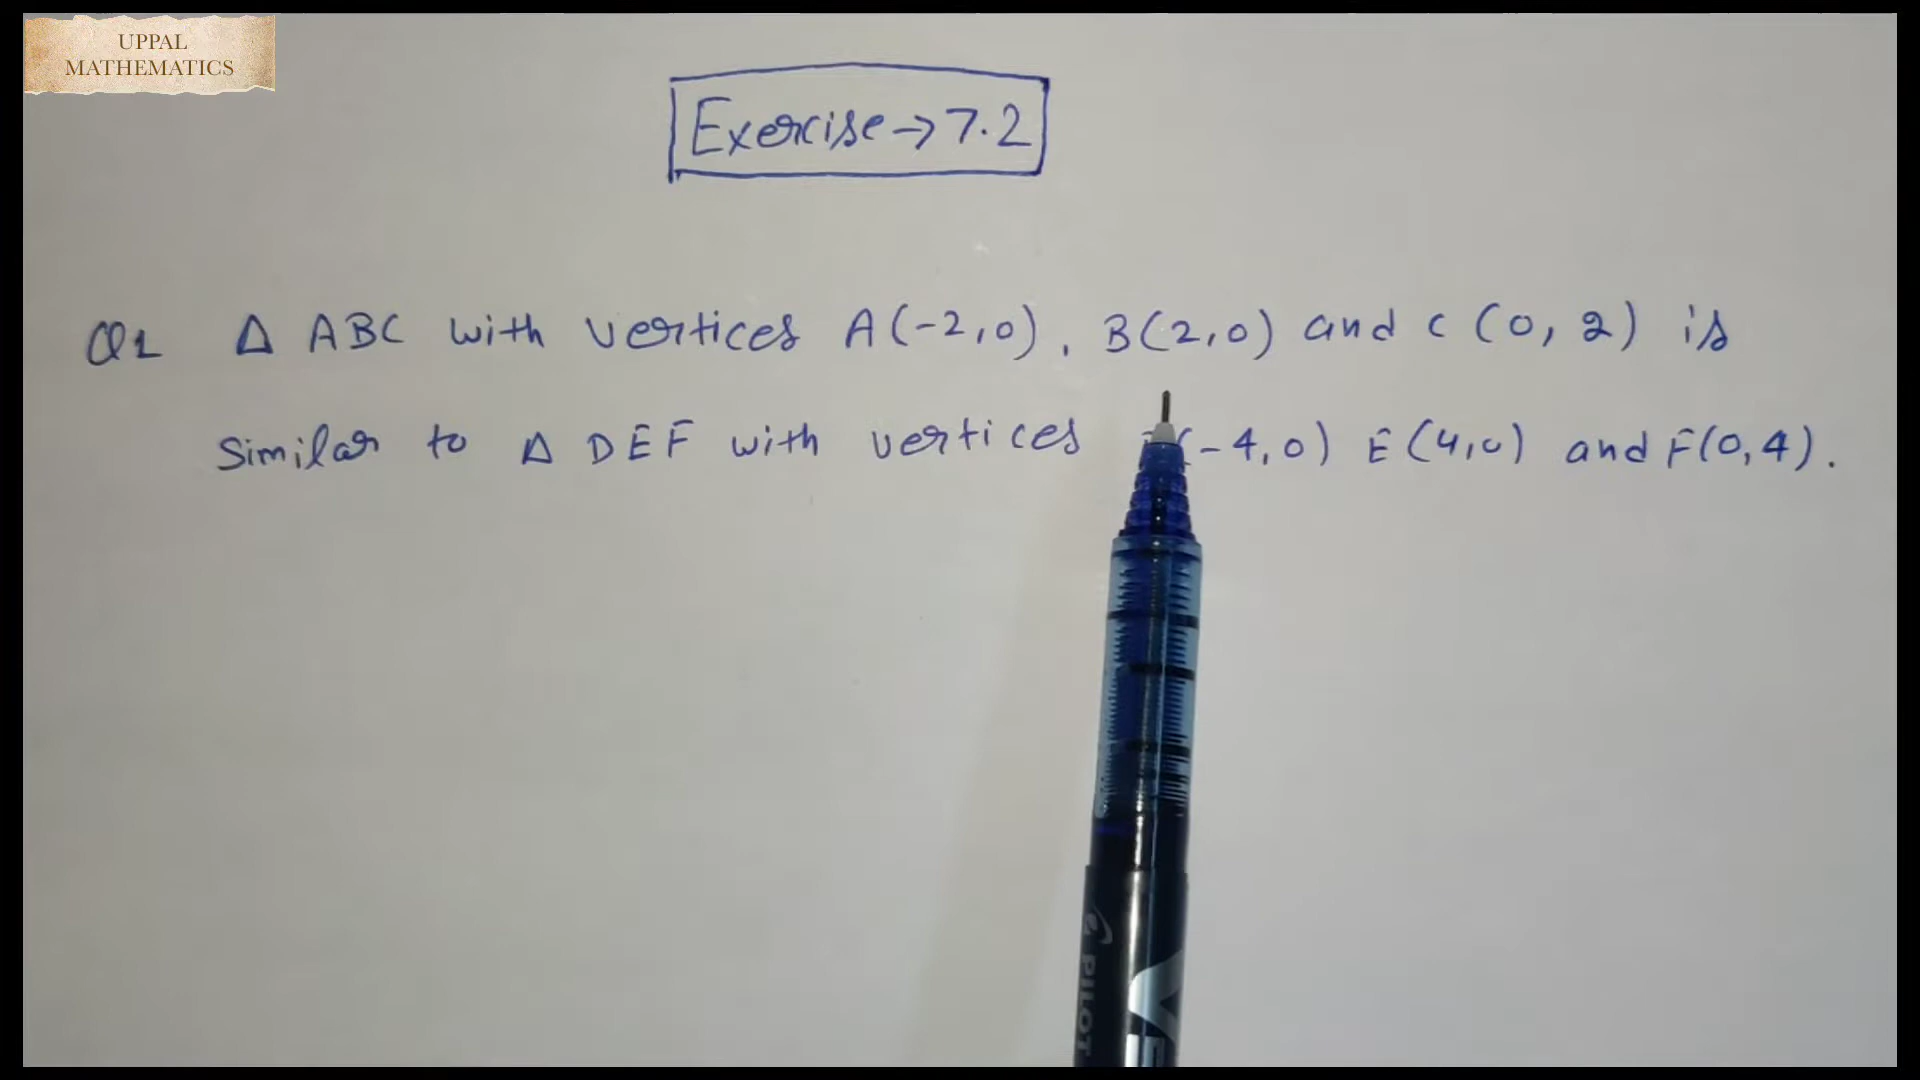 UPPAL
MATHEMATICS
Exercise → 7.2
Q1 Δ ABC with vertices A(-2,0), B(2,0) and C (0, 2) is
Similar to Δ DEF with vertices (-4,0) E(4,0) and F(0,4).
PILOT